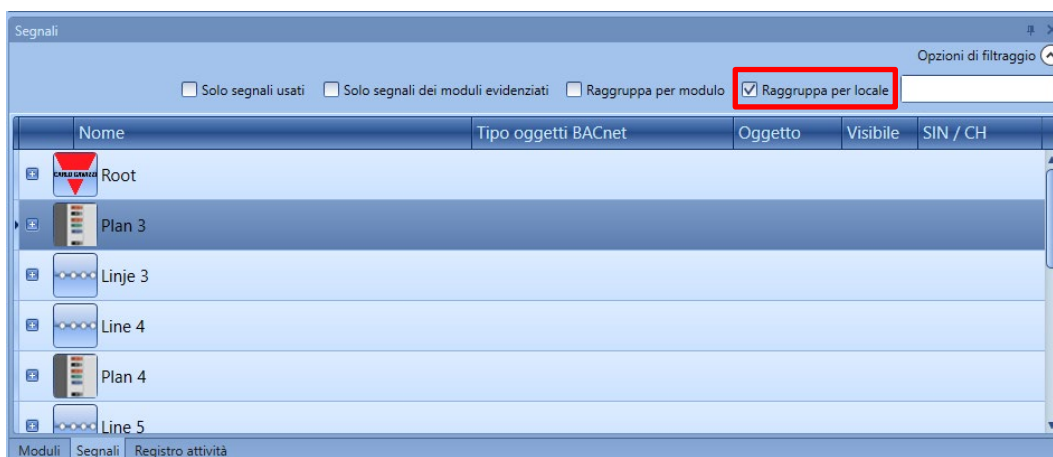 Segnali
Opzioni di filtraggio
Solo segnali usati Solo segnali dei moduli evidenziati Raggruppa per modulo Raggruppa per locale
Nome Tipo oggetti BACnet Oggetto Visibile SIN / CH
CARLO GAVAZZI Root
Plan 3
Linje 3
Line 4
Plan 4
Line 5
Moduli Segnali Registro attività